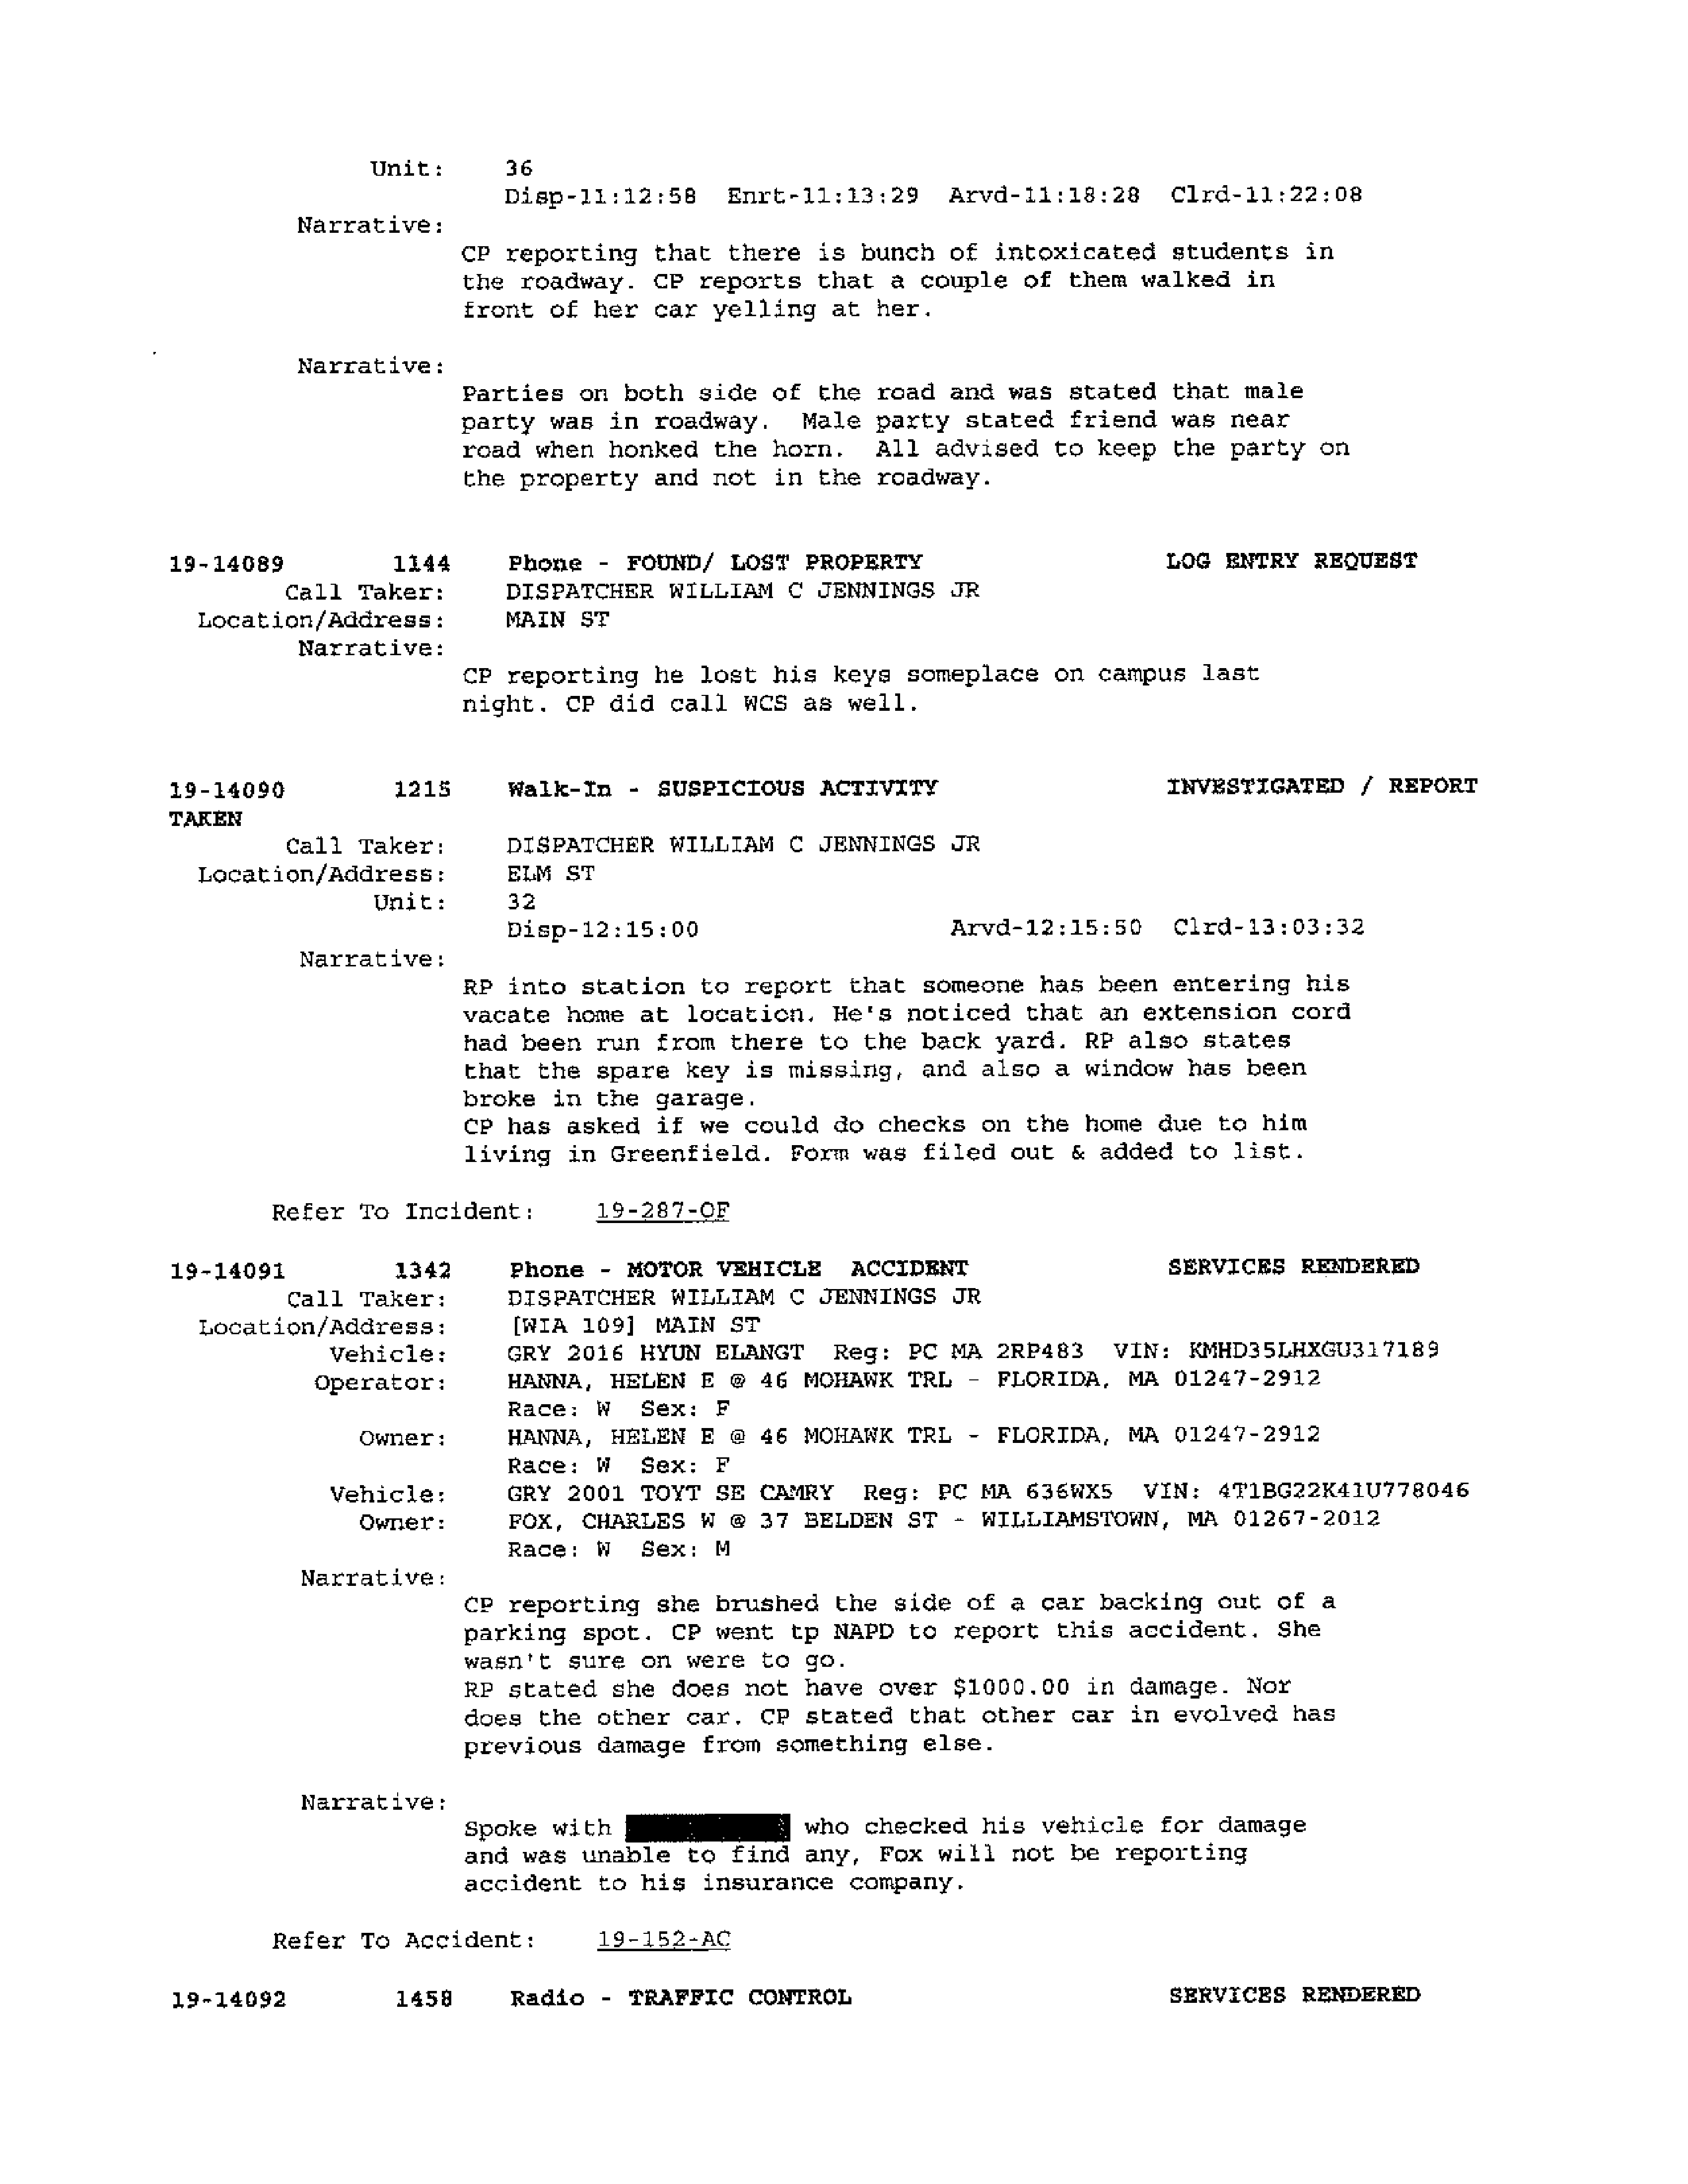 Unit: 36
Disp-11:12:58 Enrt-11:13:29 Arvd-11:18:28 Clrd-11:22:08
Narrative:
CP reporting that there is bunch of intoxicated students in
the roadway. CP reports that a couple of them walked in
front of her car yelling at her.
Narrative:
Parties on both side of the road and was stated that male
party was in roadway. Male party stated friend was near
road when honked the horn. All advised to keep the party on
the property and not in the roadway.
19-14089 1144 Phone - FOUND/ LOST PROPERTY LOG ENTRY REQUEST
Call Taker: DISPATCHER WILLIAM C JENNINGS JR
Location/Address: MAIN ST
Narrative:
CP reporting he lost his keys someplace on campus last
night. CP did call WCS as well.
19-14090 1215 Walk-In - SUSPICIOUS ACTIVITY INVESTIGATED / REPORT
TAKEN
Call Taker: DISPATCHER WILLIAM C JENNINGS JR
Location/Address: ELM ST
Unit: 32
Disp-12:15:00 Arvd-12:15:50 Clrd-13:03:32
Narrative:
RP into station to report that someone has been entering his
vacate home at location. He's noticed that an extension cord
had been run from there to the back yard. RP also states
that the spare key is missing, and also a window has been
broke in the garage.
CP has asked if we could do checks on the home due to him
living in Greenfield. Form was filed out & added to list.
Refer To Incident: 19-287-OF
19-14091 1342 Phone - MOTOR VEHICLE ACCIDENT SERVICES RENDERED
Call Taker: DISPATCHER WILLIAM C JENNINGS JR
Location/Address: [WIA 109] MAIN ST
Vehicle: GRY 2016 HYUN ELANGT Reg: PC MA 2RP483 VIN: KMHD35LHXGU317189
Operator: HANNA, HELEN E @ 46 MOHAWK TRL - FLORIDA, MA 01247-2912
Race: W Sex: F
Owner: HANNA, HELEN E @ 46 MOHAWK TRL - FLORIDA, MA 01247-2912
Race: W Sex: F
Vehicle: GRY 2001 TOYT SE CAMRY Reg: PC MA 636WX5 VIN: 4T1BG22K41U778046
Owner: FOX, CHARLES W @ 37 BELDEN ST - WILLIAMSTOWN, MA 01267-2012
Race: W Sex: M
Narrative:
CP reporting she brushed the side of a car backing out of a
parking spot. CP went tp NAPD to report this accident. She
wasn't sure on were to go.
RP stated she does not have over $1000.00 in damage. Nor
does the other car. CP stated that other car in evolved has
previous damage from something else.
Narrative:
Spoke with who checked his vehicle for damage
and was unable to find any, Fox will not be reporting
accident to his insurance company.
Refer To Accident: 19-152-AC
19-14092 1458 Radio - TRAFFIC CONTROL SERVICES RENDERED